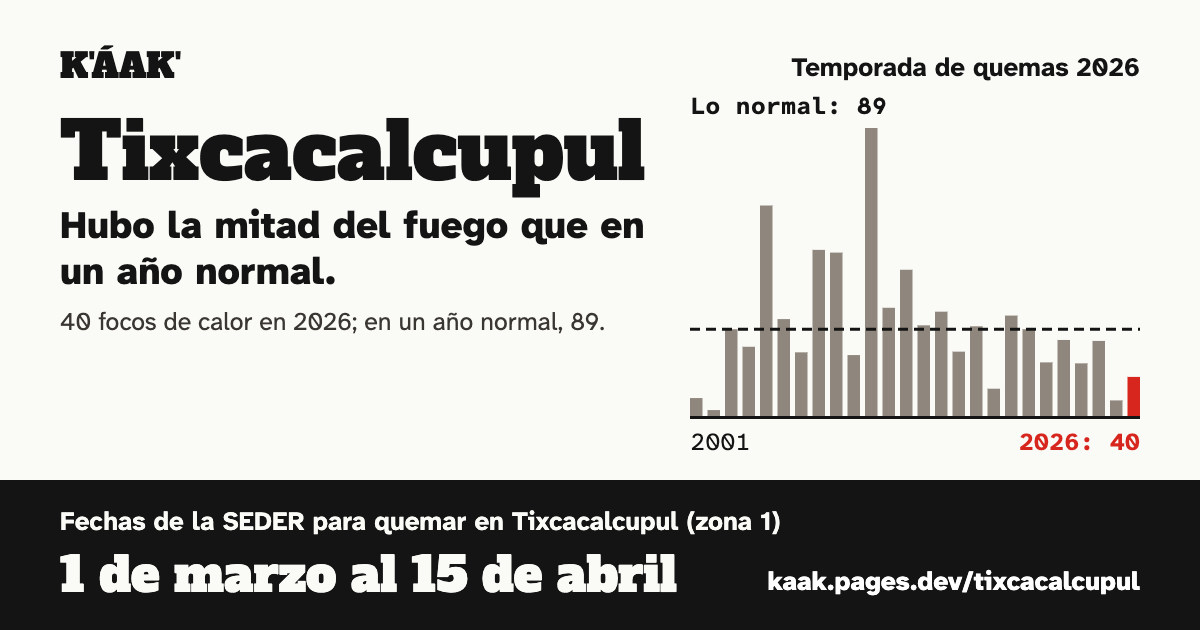 K'ÁAK'
Tixcacalcupul
Hubo la mitad del fuego que en
un año normal.
40 focos de calor en 2026; en un año normal, 89.
Temporada de quemas 2026
Lo normal: 89
2001
2026: 40
Fechas de la SEDER para quemar en Tixcacalcupul (zona 1)
1 de marzo al 15 de abril
kaak.pages.dev/tixcacalcupul